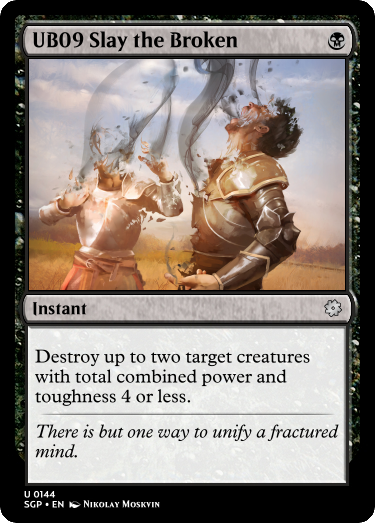 UB09 Slay the Broken
Instant
Destroy up to two target creatures
with total combined power and
toughness 4 or less.
There is but one way to unify a fractured
mind.
U 0144
SGP • EN Nikolay Moskvin